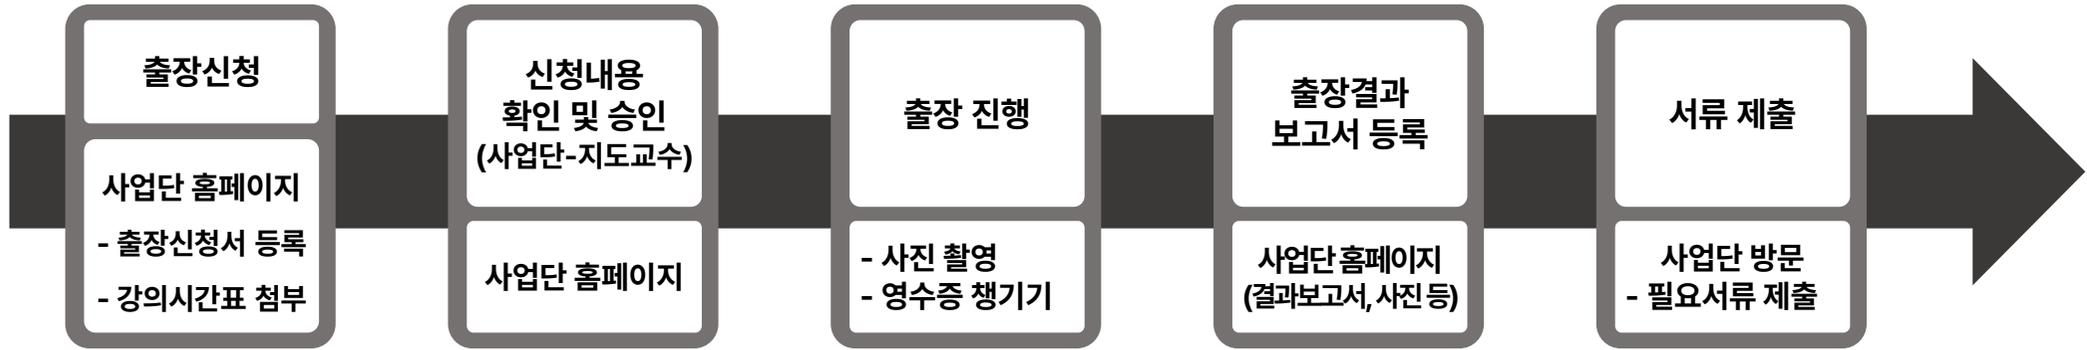 출장신청
사업단 홈페이지
- 출장신청서 등록
- 강의시간표 첨부
신청내용
확인 및 승인
(사업단-지도교수)
사업단 홈페이지
출장 진행
- 사진 촬영
- 영수증 챙기기
출장결과
보고서 등록
사업단 홈페이지
(결과보고서, 사진 등)
서류 제출
사업단 방문
- 필요서류 제출